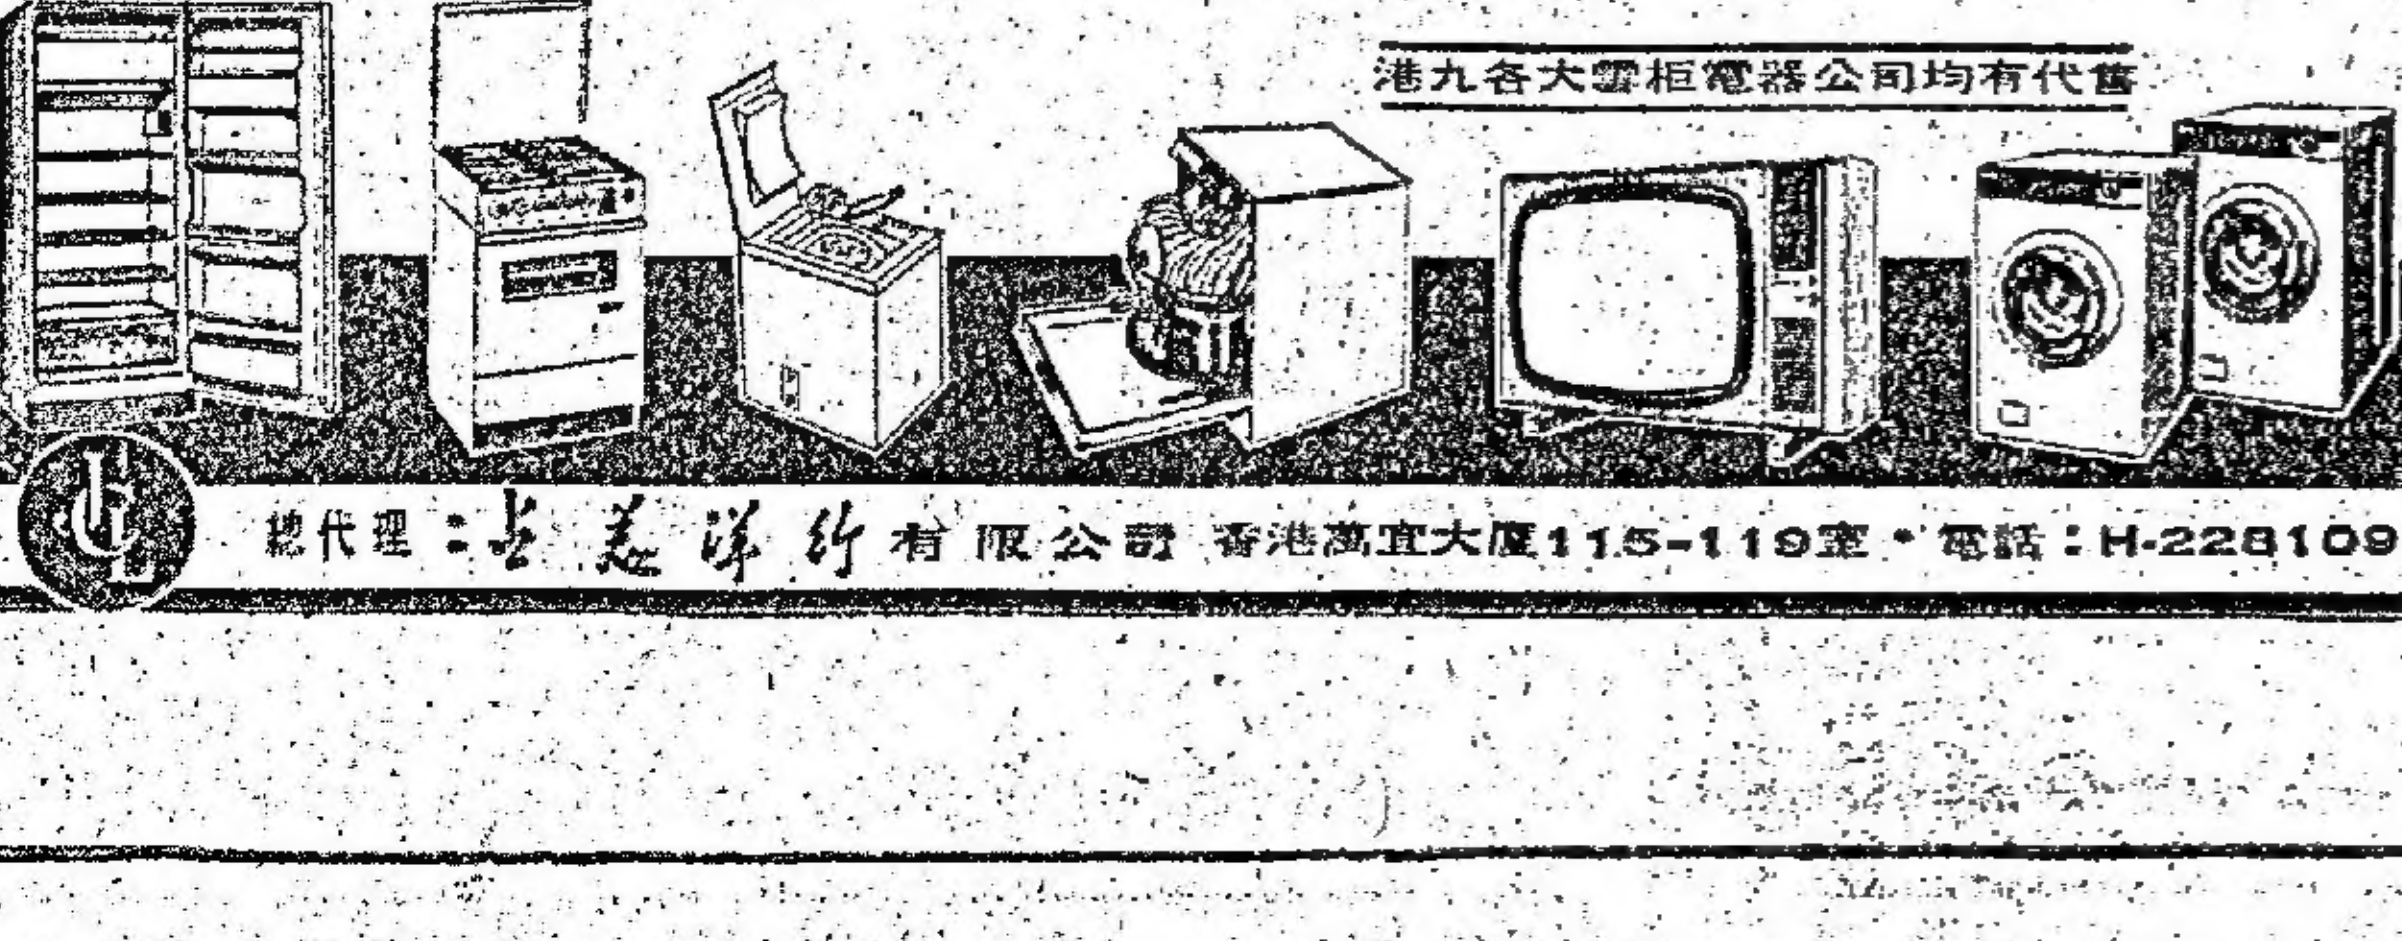 港九各大雪柜電器公司均有代售
總代理：洋行有限公司 香港萬宜大廈115-119室・電話：H-228109